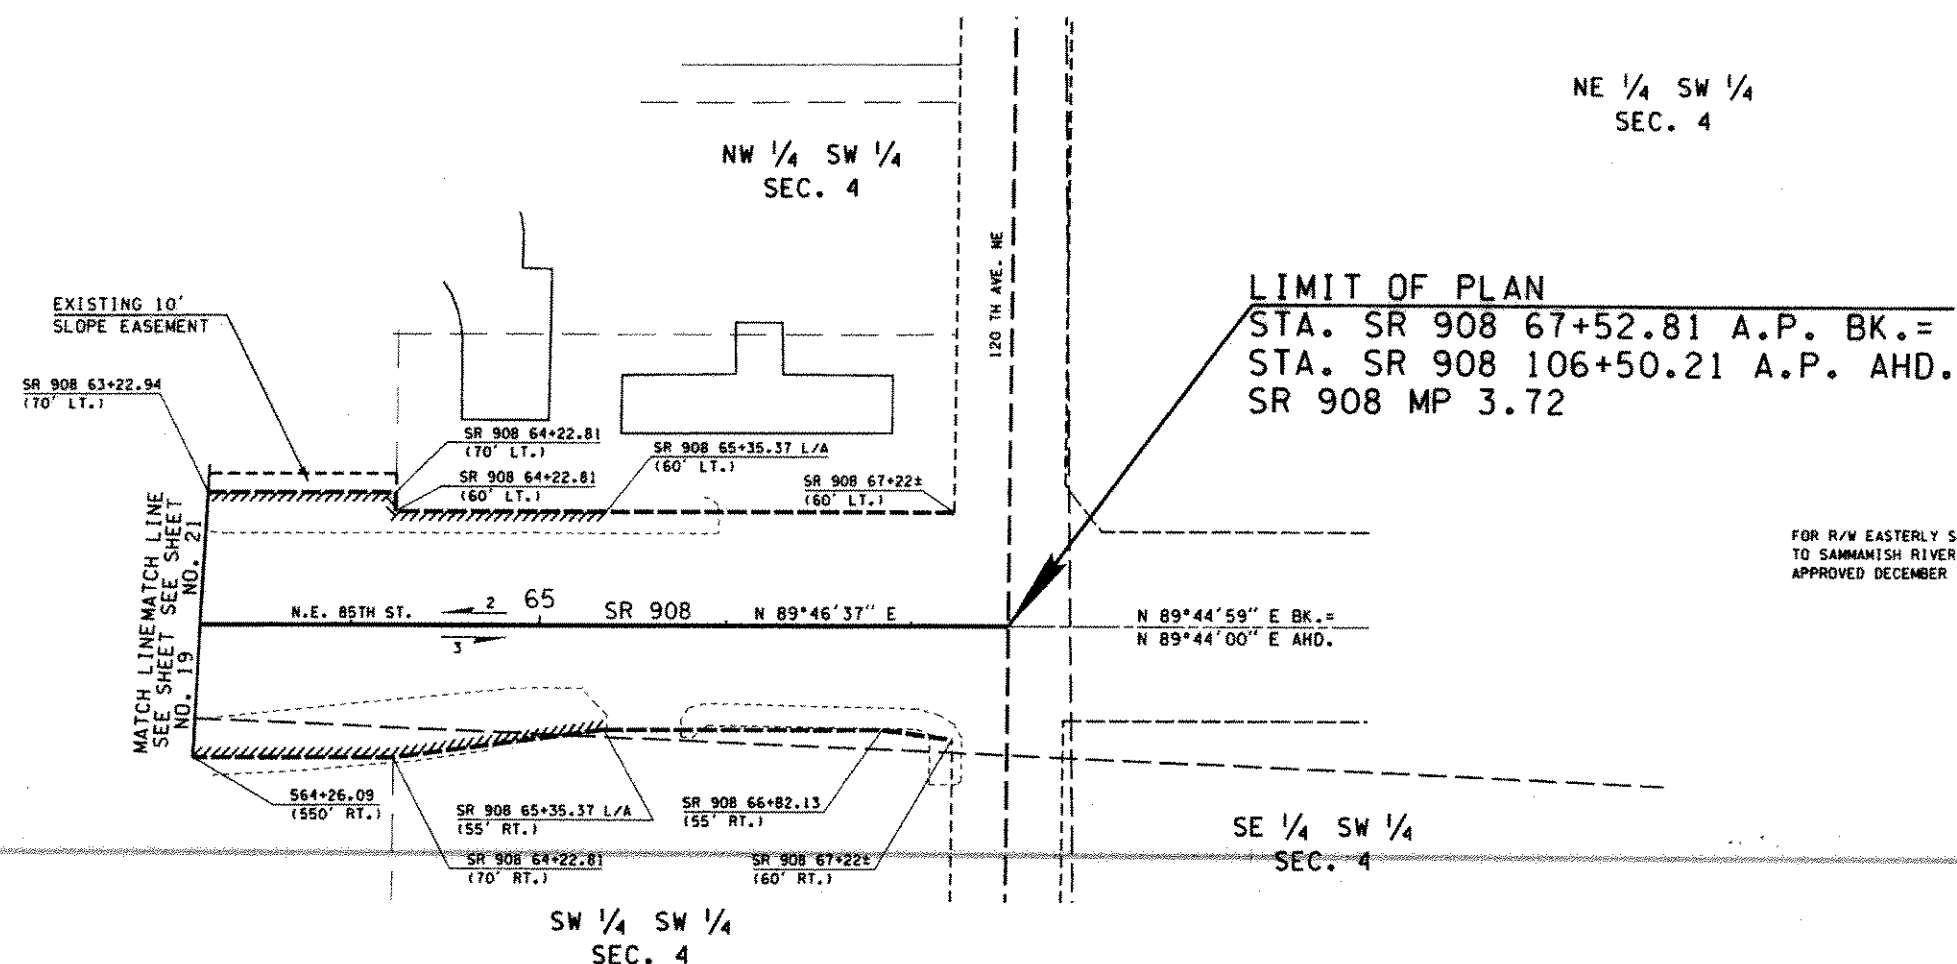 NE 1/4 SW 1/4
SEC. 4
NW 1/4 SW 1/4
SEC. 4
120 TH AVE. NE
LIMIT OF PLAN
STA. SR 908 67+52.81 A.P. BK.=
STA. SR 908 106+50.21 A.P. AHD.
SR 908 MP 3.72
EXISTING 10'
SLOPE EASEMENT
SR 908 63+22.94
(70' LT.)
SR 908 64+22.81
(70' LT.)
SR 908 64+22.81
(60' LT.)
SR 908 65+35.37 L/A
(60' LT.)
SR 908 67+22±
(60' LT.)
MATCH LINEMATCH LINE
SEE SHEET SEE SHEET
NO. 19 NO. 21
FOR R/W EASTERLY S
TO SAMMAMISH RIVER
APPROVED DECEMBER
N.E. 85TH ST.
2
3
65
SR 908
N 89°46'37" E
N 89°44'59" E BK.=
N 89°44'00" E AHD.
564+26.09
(550' RT.)
SR 908 65+35.37 L/A
(55' RT.)
SR 908 66+82.13
(55' RT.)
SR 908 64+22.81
(70' RT.)
SR 908 67+22±
(60' RT.)
SE 1/4 SW 1/4
SEC. 4
SW 1/4 SW 1/4
SEC. 4